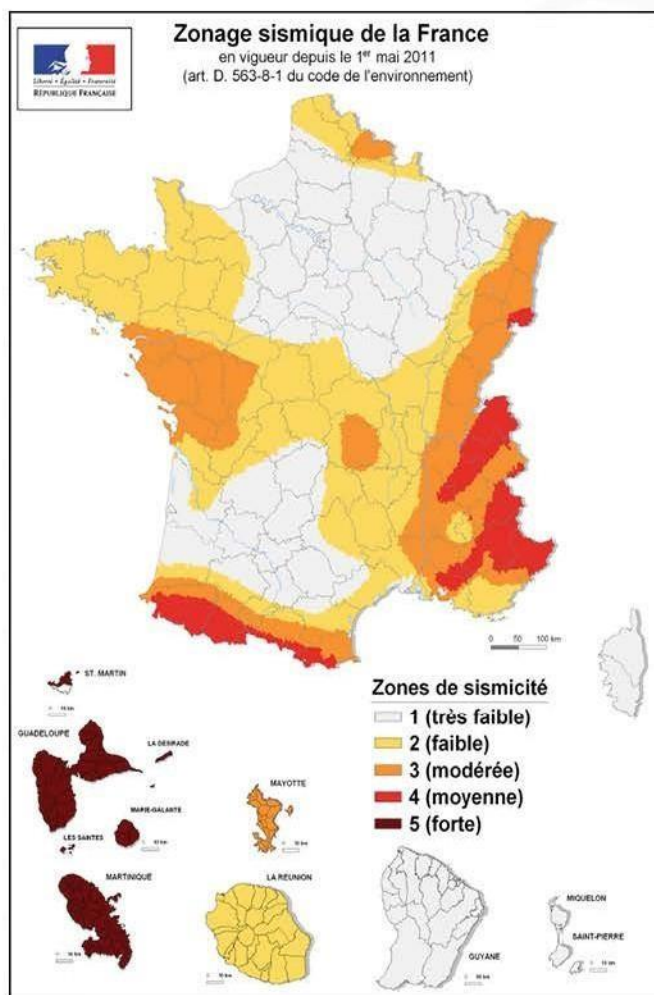 Zonage sismique de la France
en vigueur depuis le 1er mai 2011
(art. D. 563-8-1 du code de l'environnement)
Liberté • Égalité • Fraternité
RÉPUBLIQUE FRANÇAISE
0 50 100 km
ST. MARTIN
GUADELOUPE
LA DESIRADE
MARIE-GALANTE
LES SAINTES
MARTINIQUE
MAYOTTE
LA REUNION
Zones de sismicité
1 (très faible)
2 (faible)
3 (modérée)
4 (moyenne)
5 (forte)
GUYANE
MIQUELON
SAINT-PIERRE